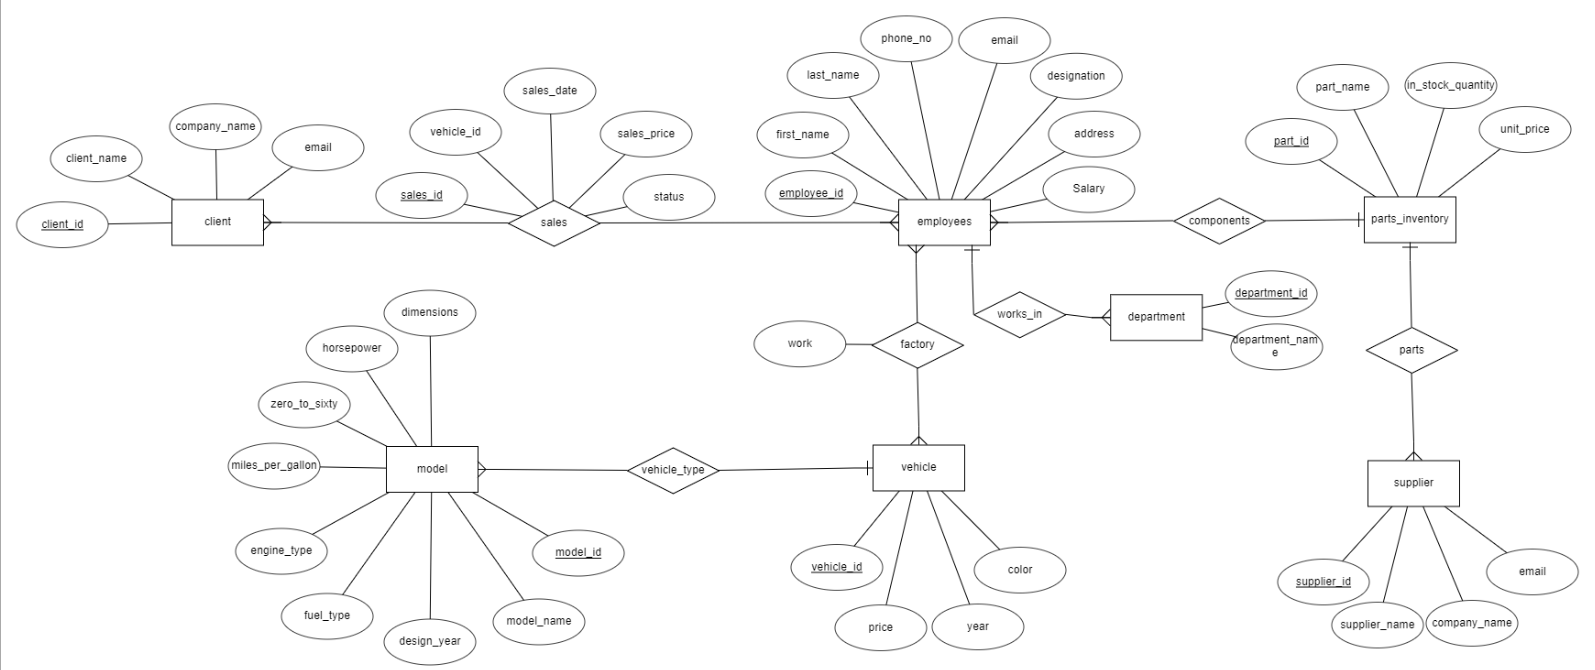 phone_no
email
last_name
designation
part_name
in_stock_quantity
sales_date
company_name
vehicle_id
sales_price
first_name
address
unit_price
part_id
client_name
email
sales_id
status
employee_id
Salary
client_id
client
sales
employees
components
parts_inventory
department_id
dimensions
works_in
department
horsepower
work
factory
department_nam
e
parts
zero_to_sixty
miles_per_gallon
model
vehicle_type
vehicle
supplier
engine_type
model_id
vehicle_id
color
supplier_id
email
fuel_type
model_name
design_year
price
year
supplier_name
company_name